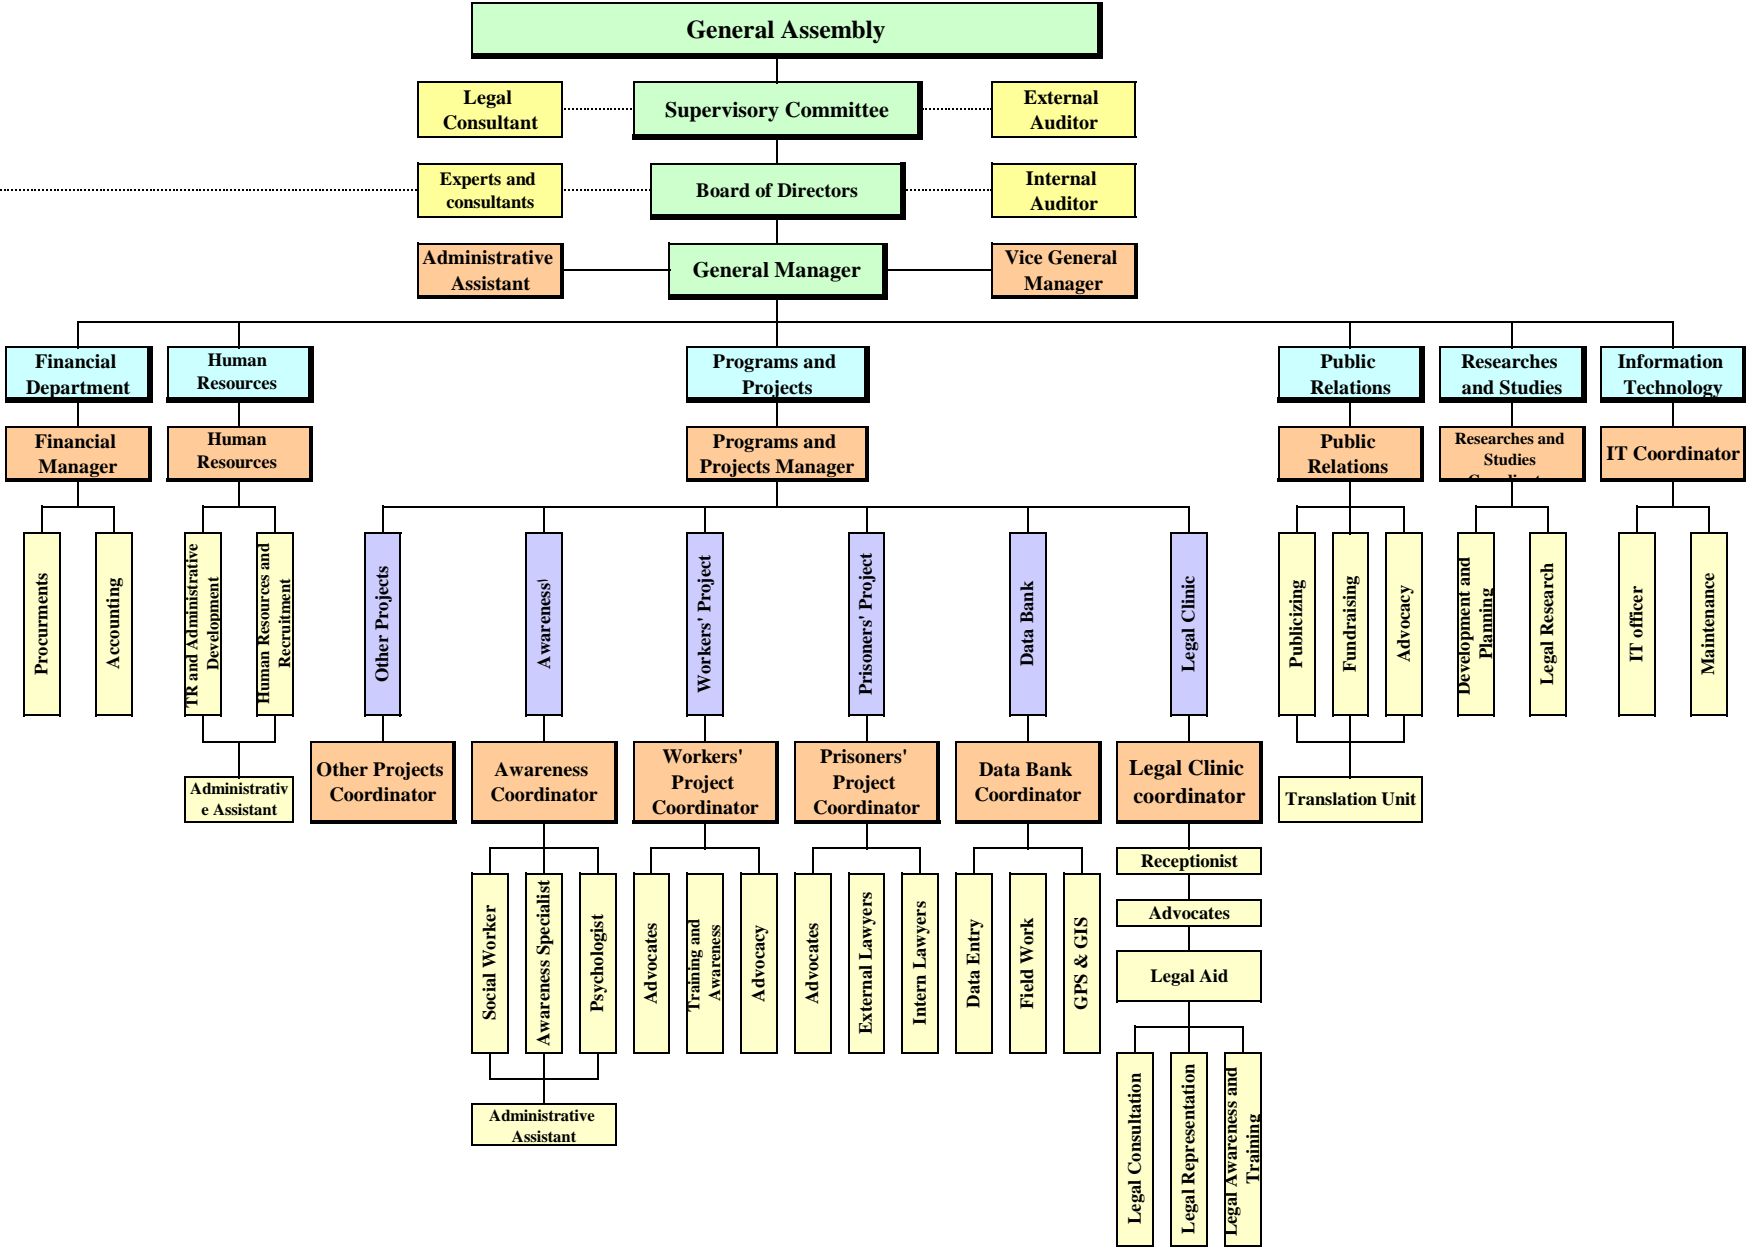 General Assembly
Legal
Consultant
Supervisory Committee
External
Auditor
Experts and
consultants
Board of Directors
Internal
Auditor
Administrative
Assistant
General Manager
Vice General
Manager
Financial
Department
Human
Resources
Programs and
Projects
Public
Relations
Researches
and Studies
Information
Technology
Financial
Manager
Human
Resources
Programs and
Projects Manager
Public
Relations
Researches and
Studies
IT Coordinator
Procurments
Accounting
TR and Administrative
Development
Human Resources and
Recruitment
Other Projects
Awareness
Workers' Project
Prisoners' Project
Data Bank
Legal Clinic
Publicizing
Fundraising
Advocacy
Development and
Planning
Legal Research
IT officer
Maintenance
Administrativ
e Assistant
Other Projects
Coordinator
Awareness
Coordinator
Workers'
Project
Coordinator
Prisoners'
Project
Coordinator
Data Bank
Coordinator
Legal Clinic
coordinator
Translation Unit
Social Worker
Awareness Specialist
Psychologist
Advocates
Training and
Awareness
Advocacy
Advocates
External Lawyers
Intern Lawyers
Data Entry
Field Work
GPS & GIS
Receptionist
Advocates
Legal Aid
Administrative
Assistant
Legal Consultation
Legal Representation
Legal Awareness and
Training